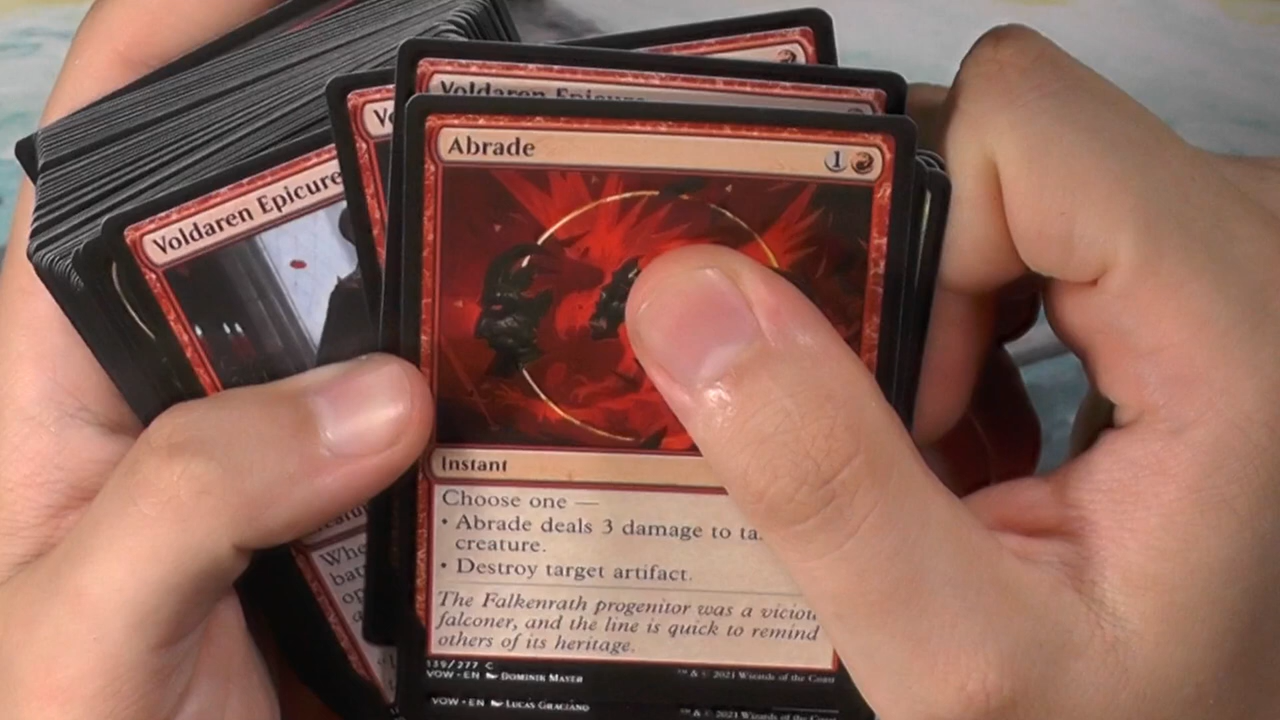 Voldaren Epicure
Abrade
1
Voldaren Epicure
Instant
Choose one —
• Abrade deals 3 damage to
creature.
• Destroy target artifact.
The Falkenrath progenitor was a
falconer, and the line is quick to remind
others of its heritage.
139/277 C
VOW • EN Dominik Mayer
™ & © 2021 Wizards of the Coast
VOW • EN Lucas Graciano
™ & © 2021 Wizards of the Coast